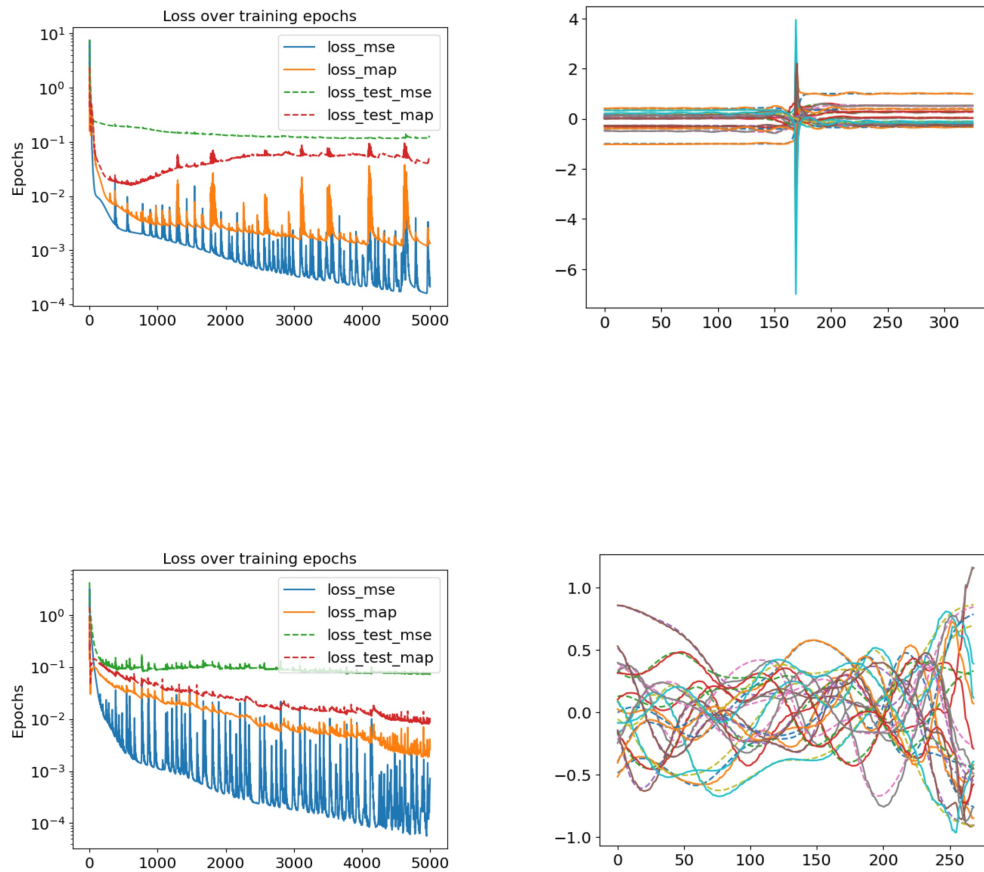 Loss over training epochs
10¹
10⁰
10⁻¹
10⁻²
10⁻³
10⁻⁴
Epochs
loss_mse
loss_map
loss_test_mse
loss_test_map
0 1000 2000 3000 4000 5000
4
2
0
−2
−4
−6
0 50 100 150 200 250 300
Loss over training epochs
10⁰
10⁻¹
10⁻²
10⁻³
10⁻⁴
Epochs
loss_mse
loss_map
loss_test_mse
loss_test_map
0 1000 2000 3000 4000 5000
1.0
0.5
0.0
−0.5
−1.0
0 50 100 150 200 250